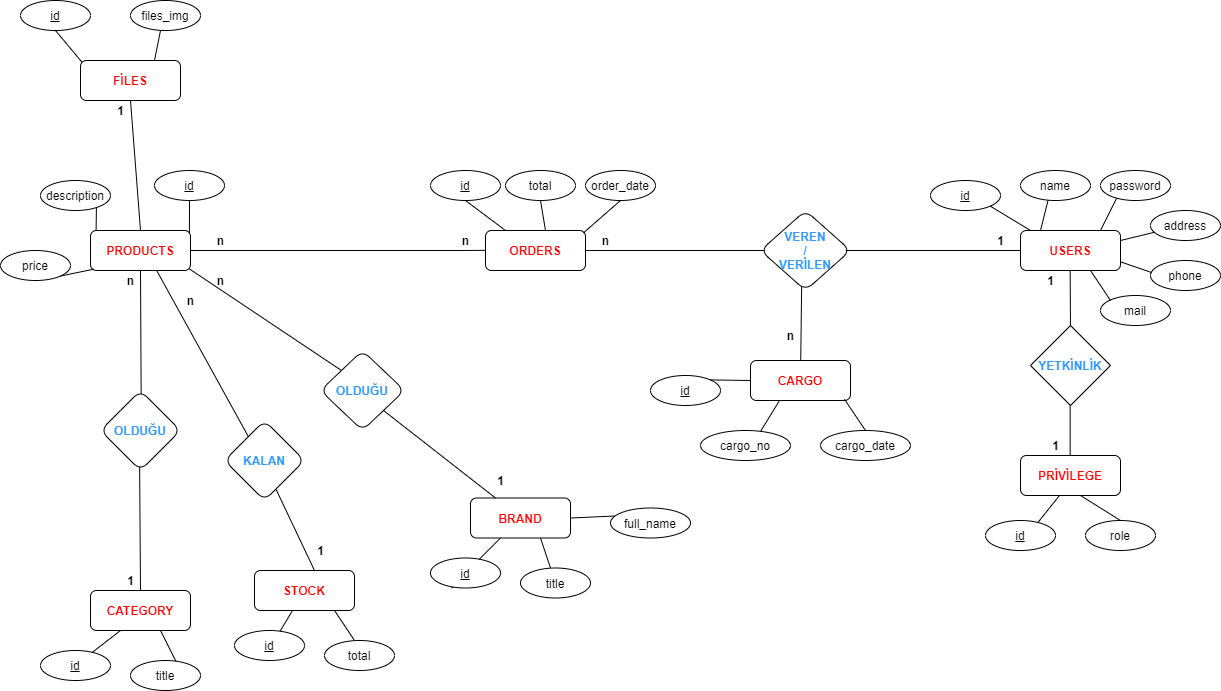 id
files_img
FİLES
1
description
id
price
PRODUCTS
n
n
n
n
id
total
order_date
n
ORDERS
n
VEREN
/
VERİLEN
n
id
name
password
address
phone
mail
1
USERS
1
YETKİNLİK
1
PRİVİLEGE
id
role
CARGO
id
cargo_no
cargo_date
OLDUĞU
1
CATEGORY
id
title
KALAN
1
STOCK
id
total
OLDUĞU
1
BRAND
full_name
id
title